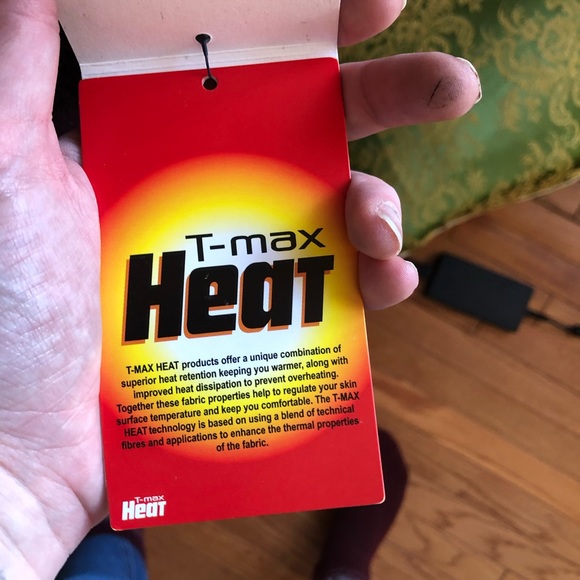 T-max
Heat
T-MAX HEAT products offer a unique combination of
superior heat retention keeping you warmer, along with
improved heat dissipation to prevent overheating.
Together these fabric properties help to regulate your skin
surface temperature and keep you comfortable. The T-MAX
HEAT technology is based on using a blend of technical
fibres and applications to enhance the thermal properties
of the fabric.
T-max
Heat